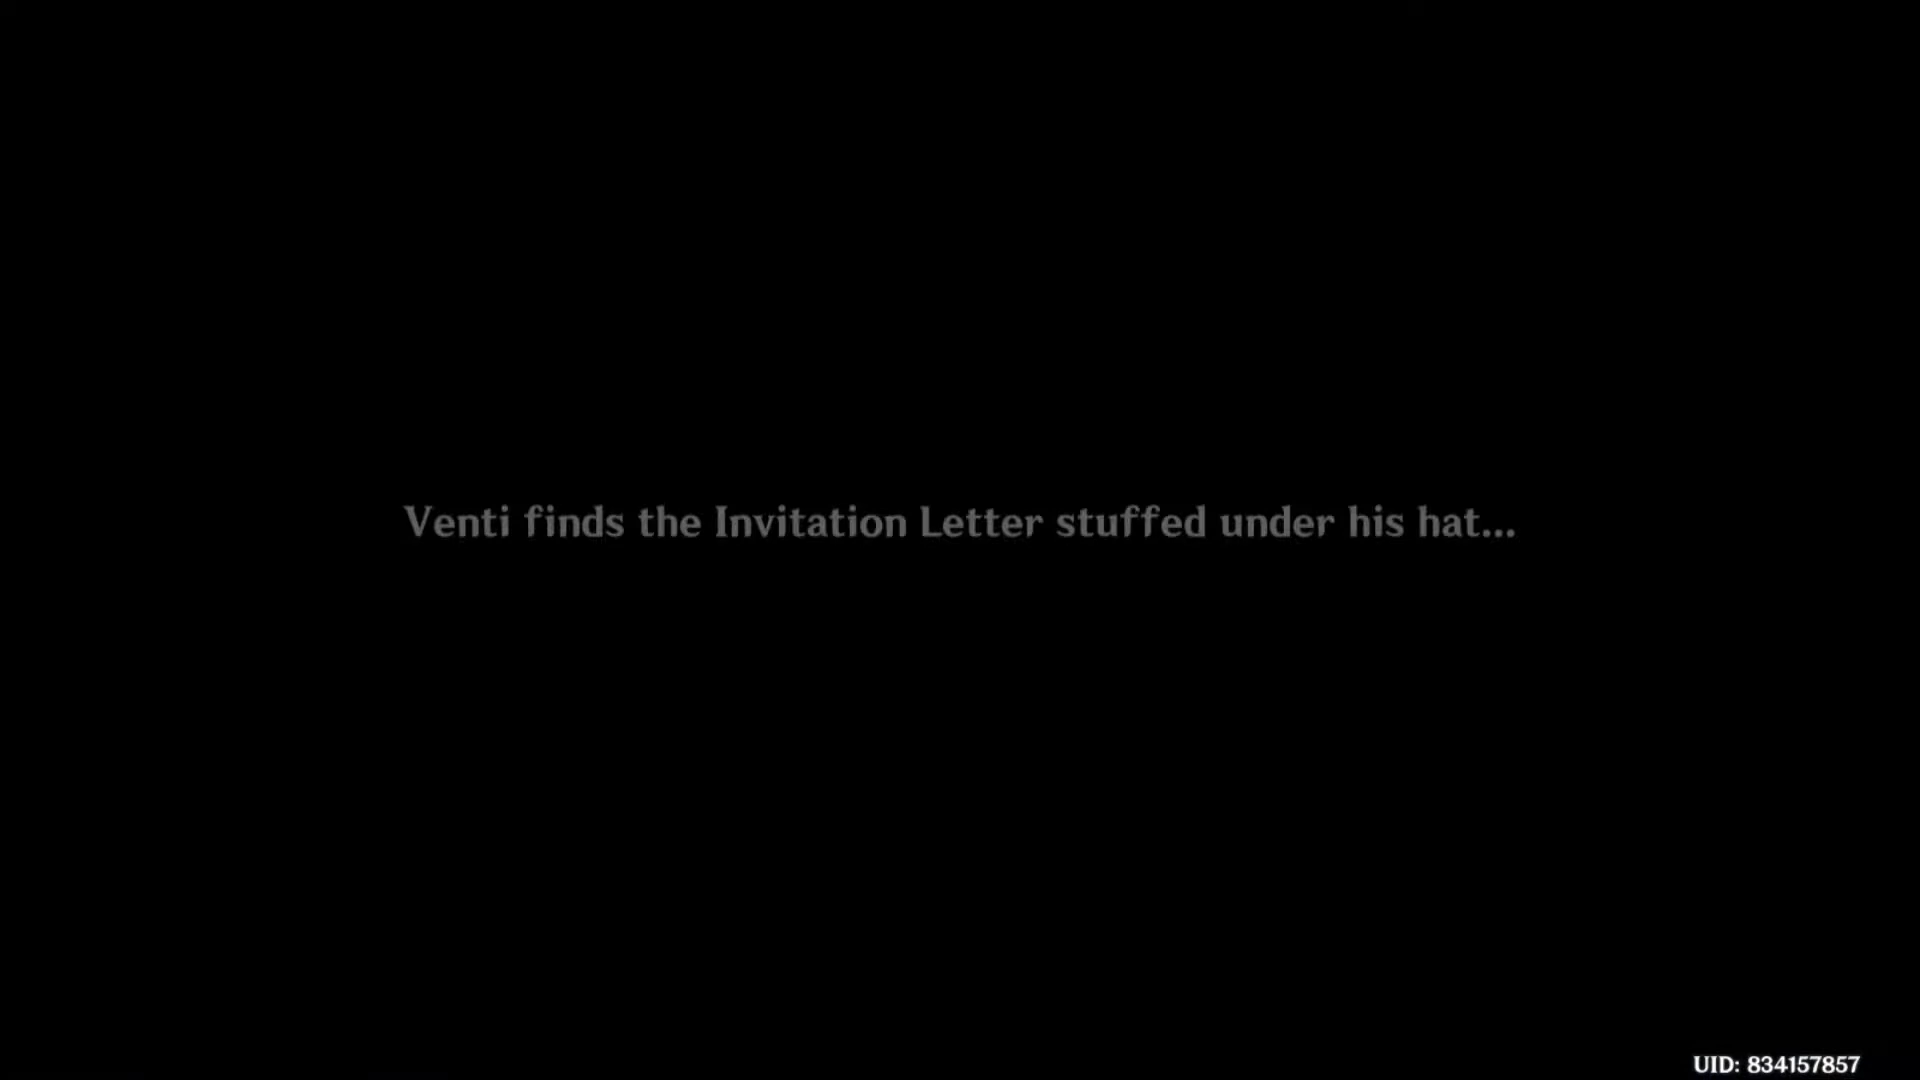 Venti finds the Invitation Letter stuffed under his hat...
UID: 834157857